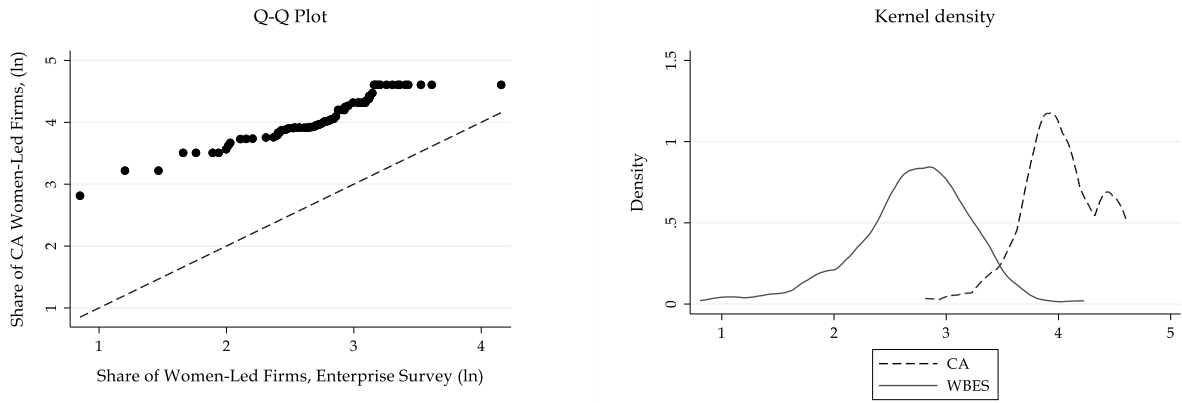 Q-Q Plot
Share of CA Women-Led Firms, (ln)
5
4
3
2
1
1 2 3 4
Share of Women-Led Firms, Enterprise Survey (ln)
Kernel density
Density
1.5
1
.5
0
1 2 3 4 5
CA
WBES